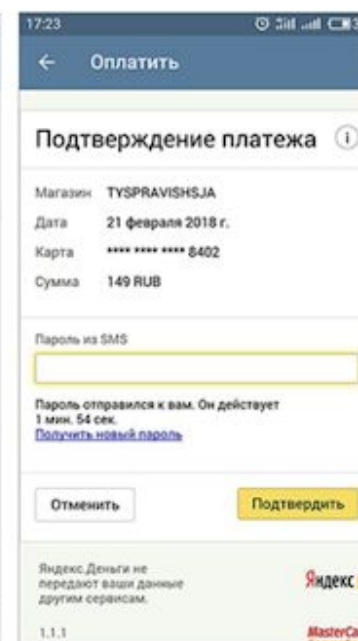 17:23
← Оплатить
Подтверждение платежа i
Магазин TYSPRAVISHSJA
Дата 21 февраля 2018 г.
Карта **** **** **** 8402
Сумма 149 RUB
Пароль из SMS
Пароль отправился к вам. Он действует
1 мин. 54 сек.
Получить новый пароль
Отменить Подтвердить
Яндекс.Деньги не
передают ваши данные
другим сервисам.
Яндекс
1.1.1
MasterCa